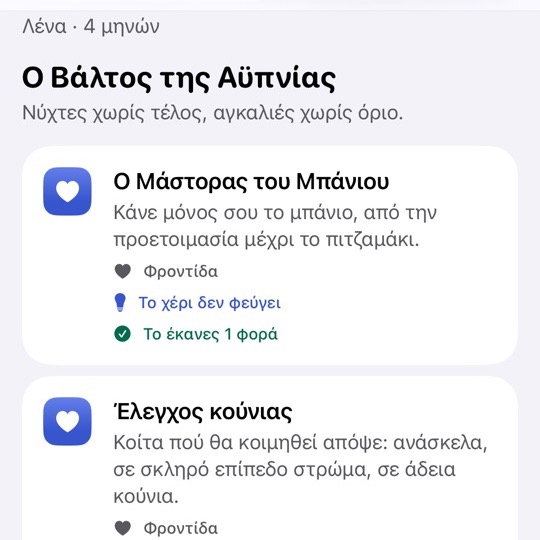 Λένα · 4 μηνών
Ο Βάλτος της Αϋπνίας
Νύχτες χωρίς τέλος, αγκαλιές χωρίς όριο.
Ο Μάστορας του Μπάνιου
Κάνε μόνος σου το μπάνιο, από την
προετοιμασία μέχρι το πιτζαμάκι.
Φροντίδα
Το χέρι δεν φεύγει
Το έκανες 1 φορά
Έλεγχος κούνιας
Κοίτα πού θα κοιμηθεί απόψε: ανάσκελα,
σε σκληρό επίπεδο στρώμα, σε άδεια
κούνια.
Φροντίδα